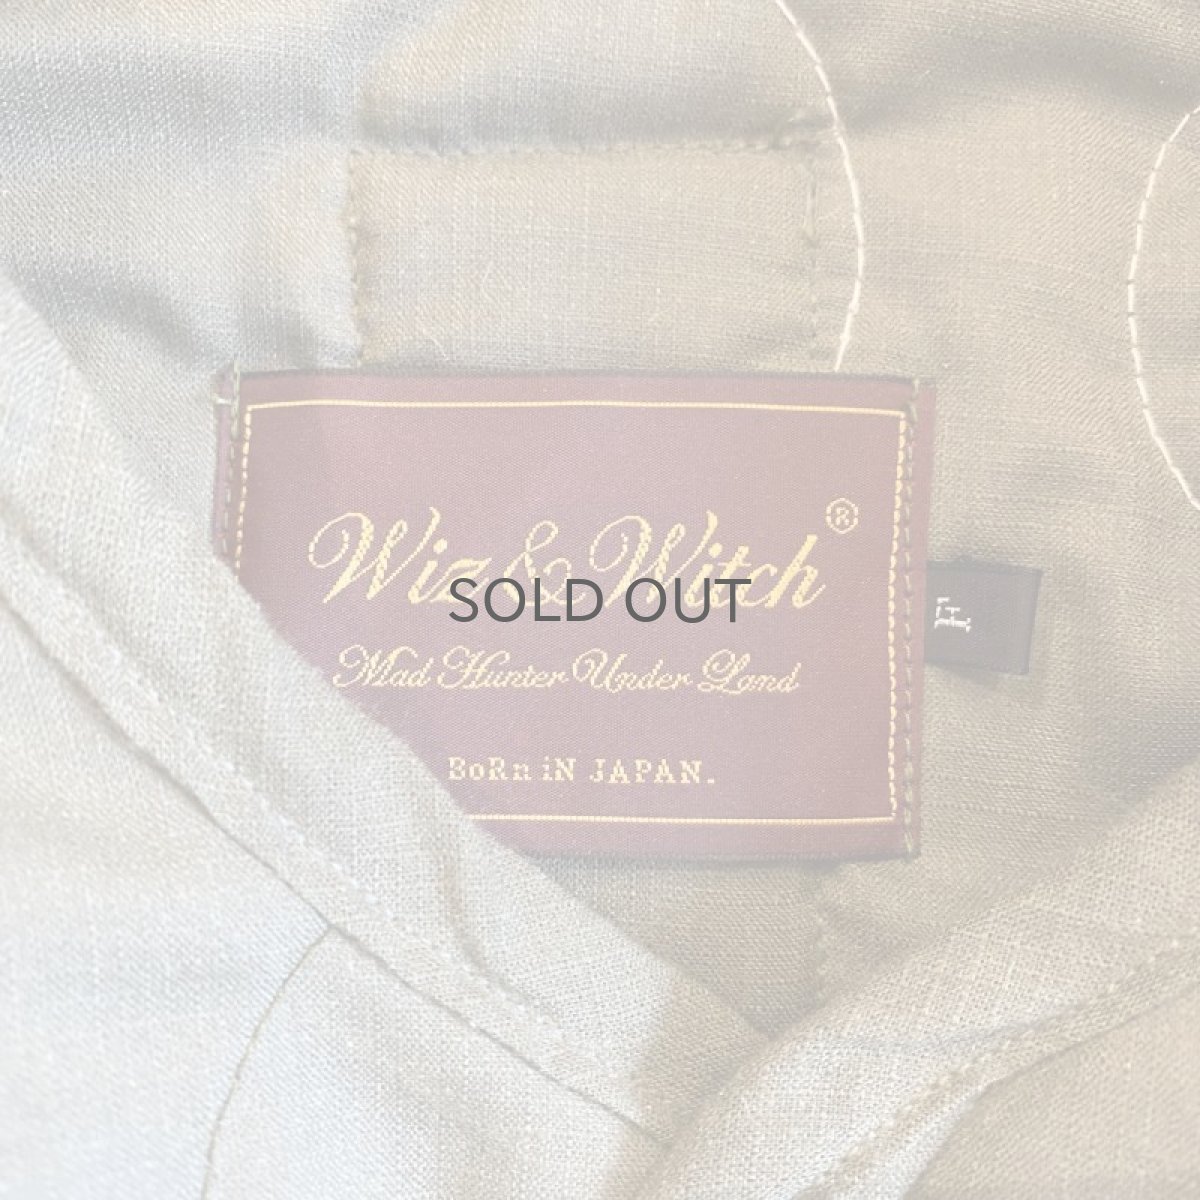 Wiz & Witch®
SOLD OUT
Mad Hunter Under Land
BoRn iN JAPAN.
F